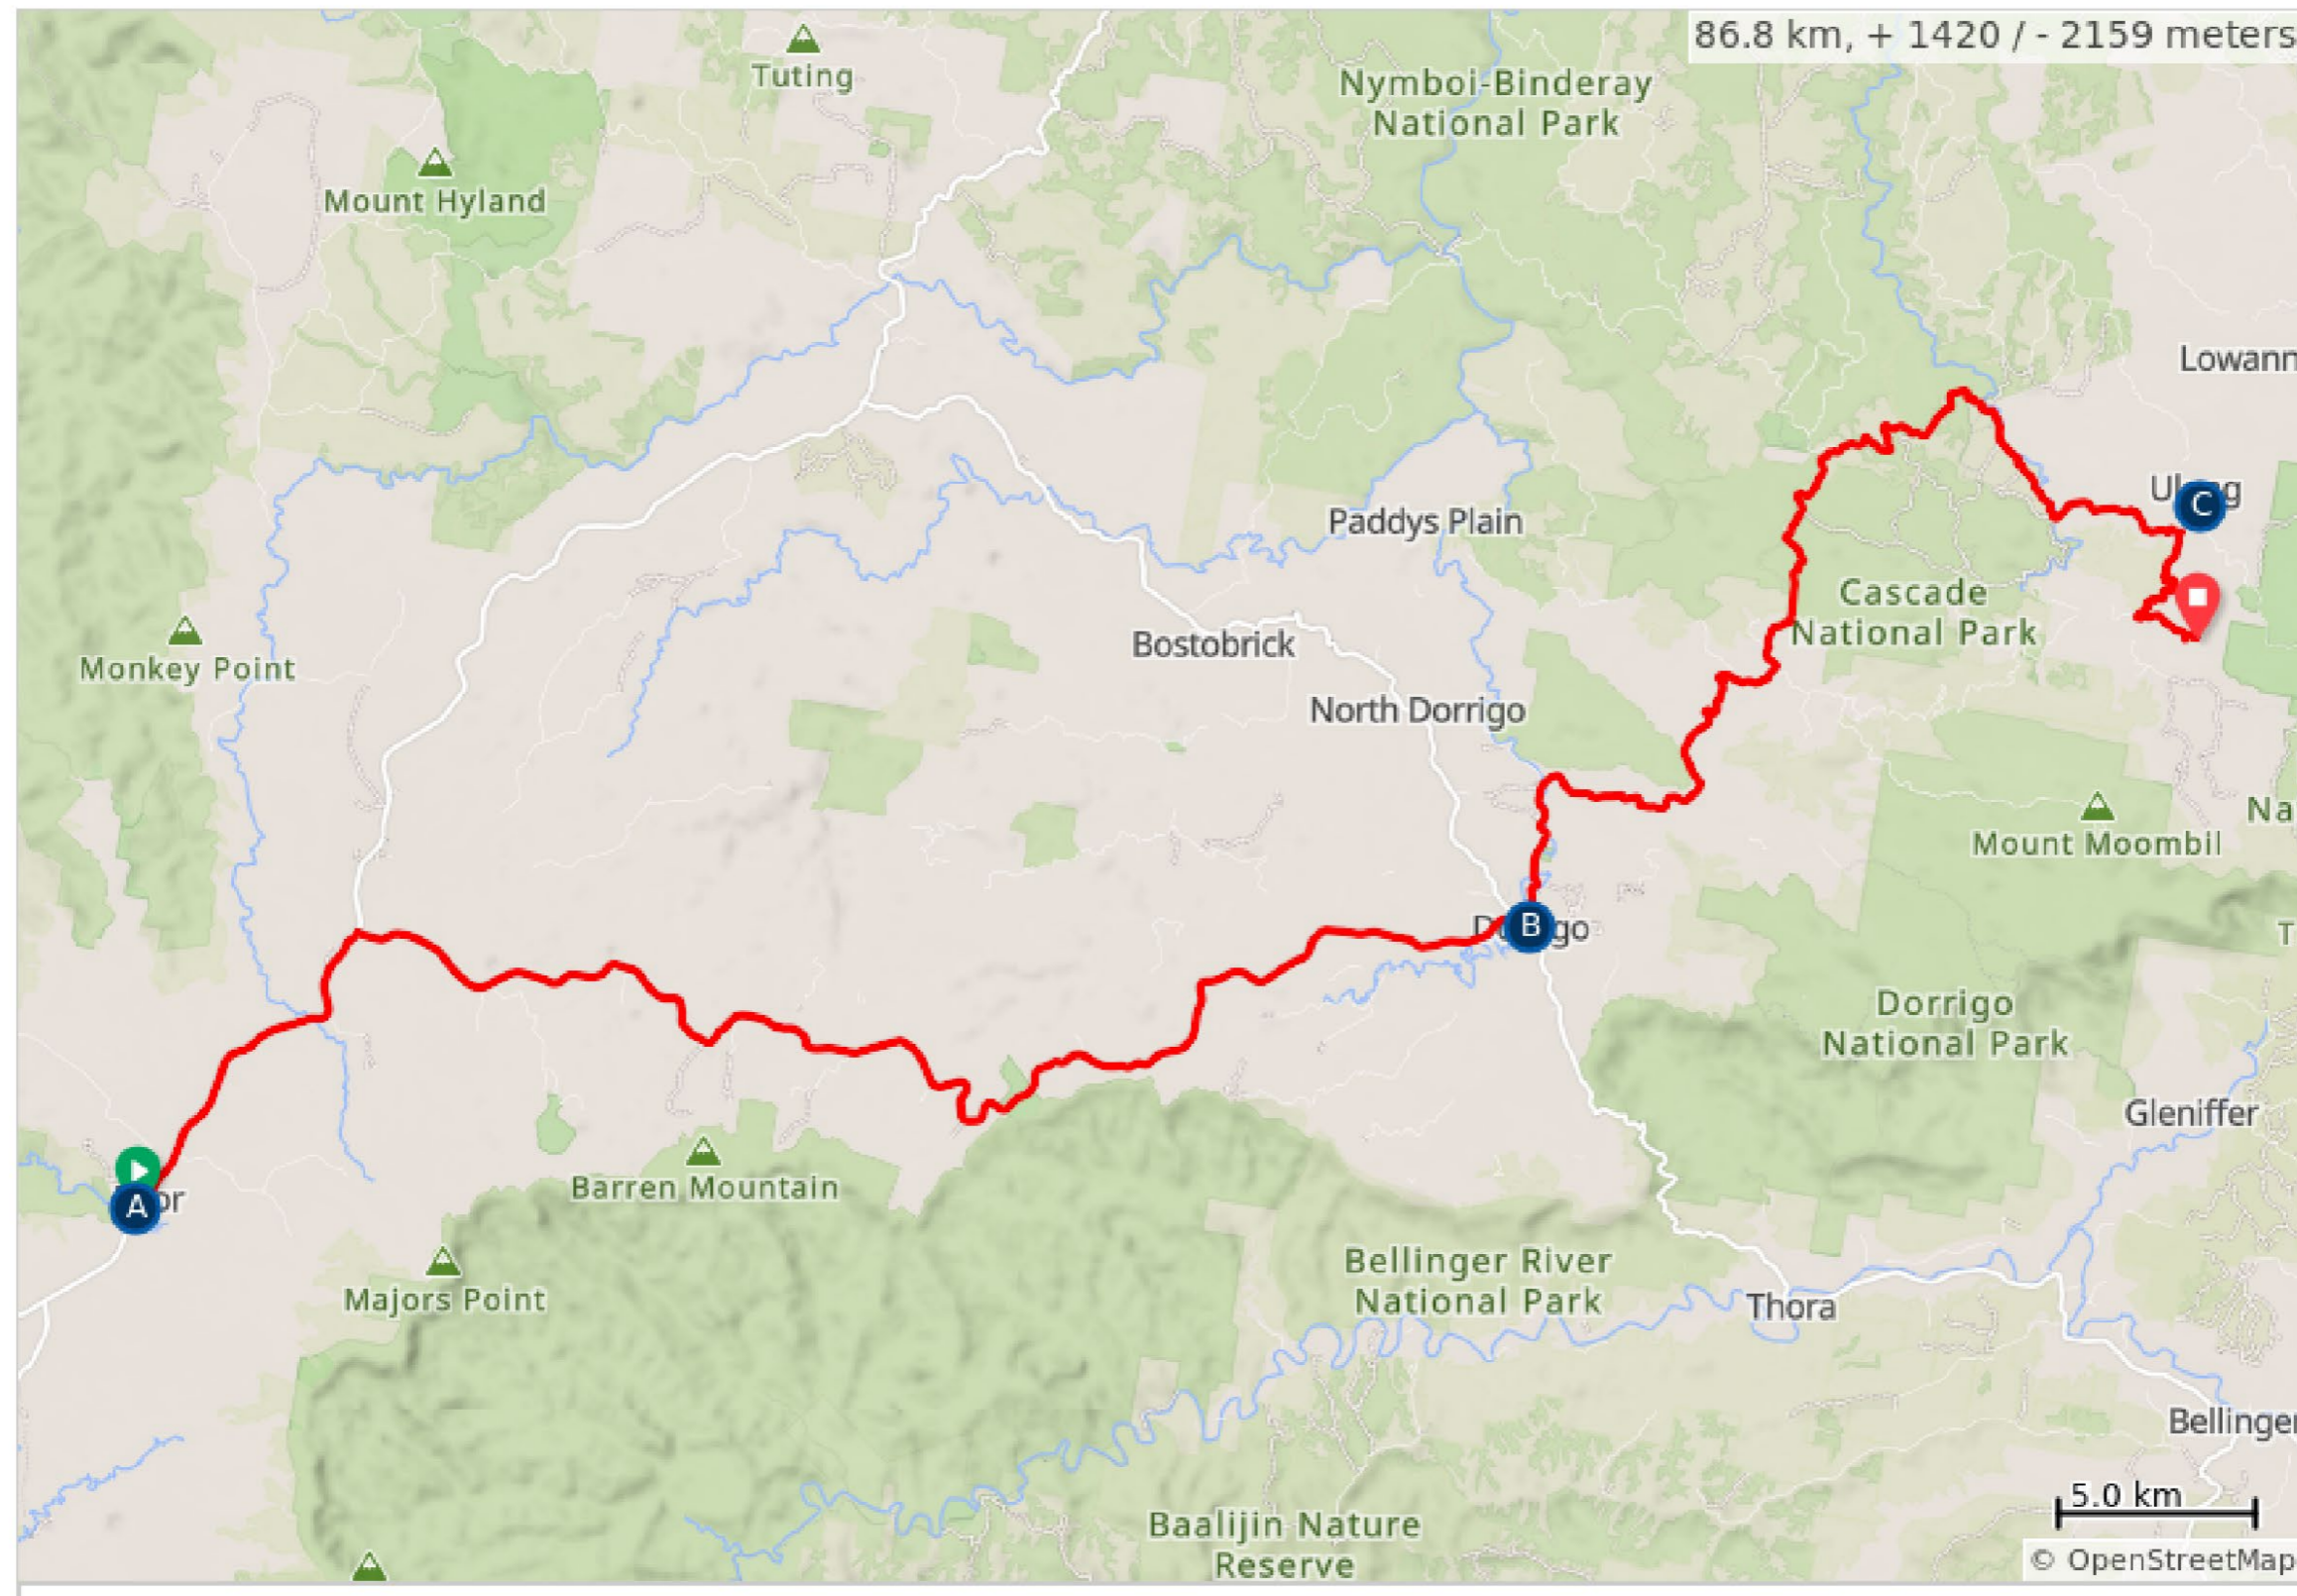 86.8 km, + 1420 / - 2159 meters
Tuting
Nymboi-Binderay
National Park
Mount Hyland
Lowann
C
Paddys Plain
Cascade
National Park
Bostobrick
Monkey Point
North Dorrigo
Na
Mount Moombil
B
T
Dorrigo
National Park
Gleniffer
Barren Mountain
A
Bellinger River
National Park
Majors Point
Thora
Bellinger
5.0 km
Baalijin Nature
Reserve
© OpenStreetMap